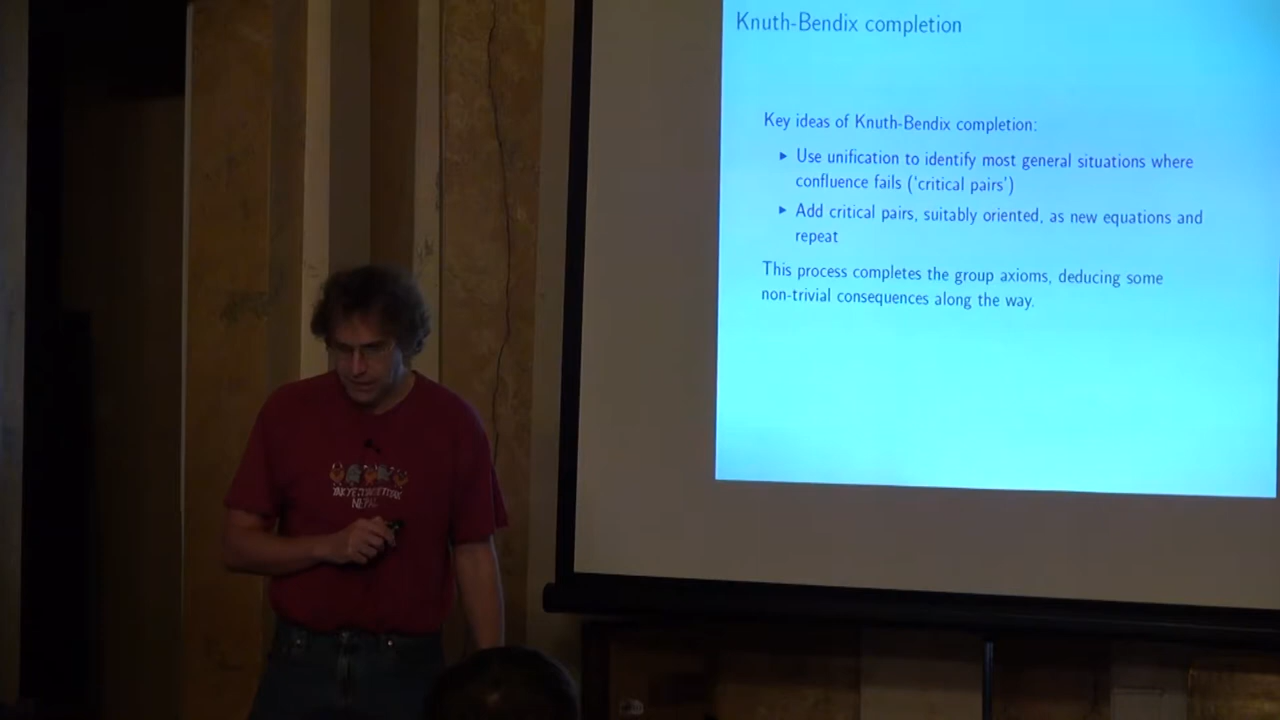 Knuth-Bendix completion
Key ideas of Knuth-Bendix completion:
▸ Use unification to identify most general situations where
confluence fails (‘critical pairs’)
▸ Add critical pairs, suitably oriented, as new equations and
repeat
This process completes the group axioms, deducing some
non-trivial consequences along the way.
NEPAL